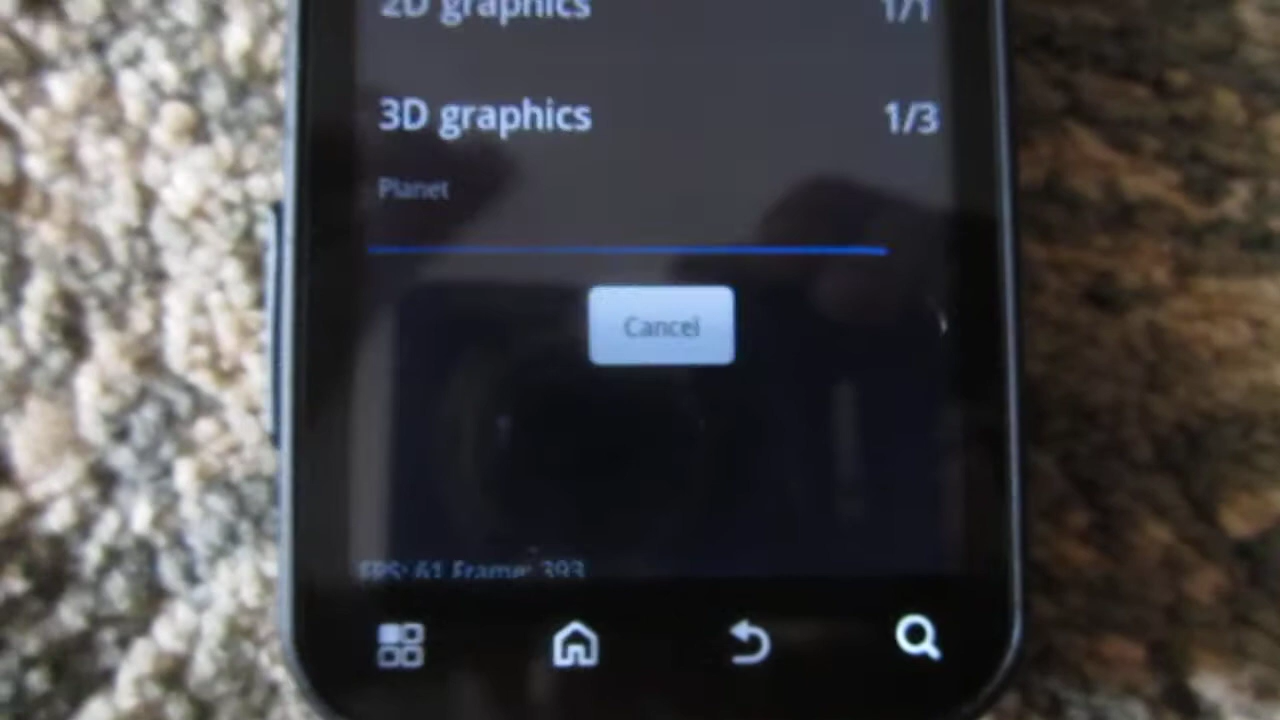 2D graphics 1/1
3D graphics 1/3
Planet
Cancel
FPS: 61 Frame: 393